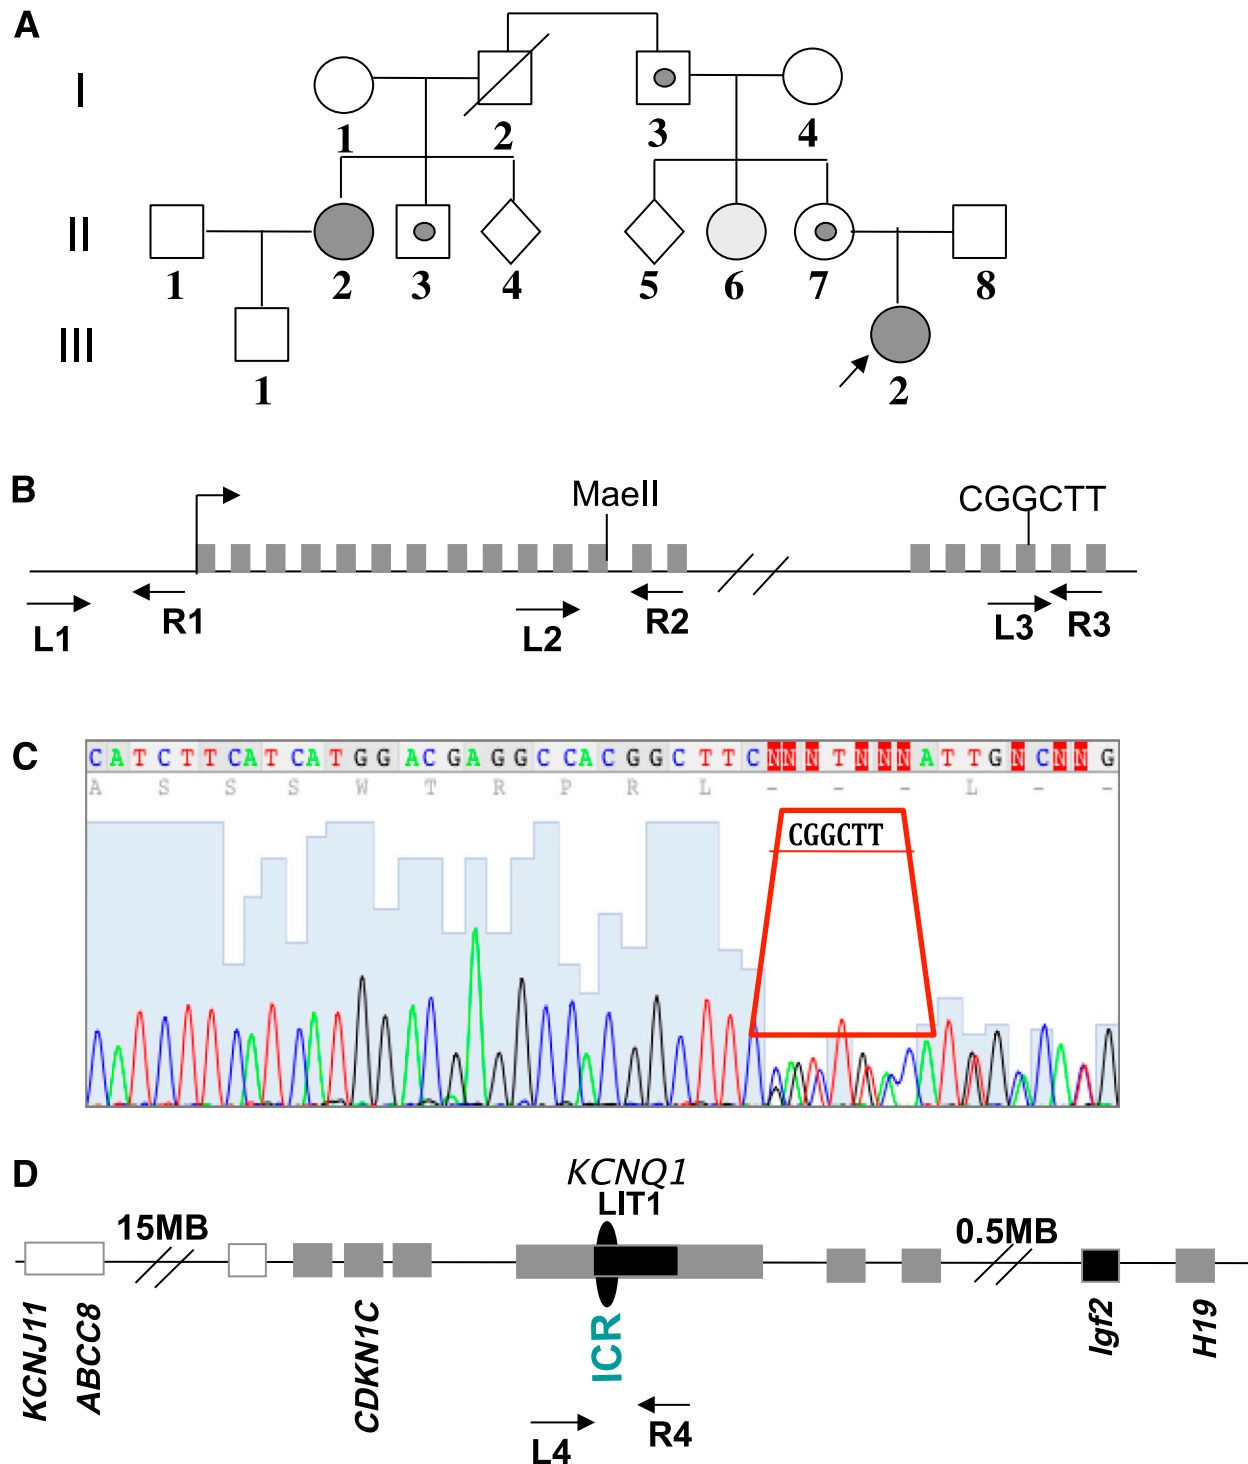 A
I
1 2 3 4
II
1 2 3 4 5 6 7 8
III
1 2
B
MaeII CGGCTT
L1 R1 L2 R2 L3 R3
C
CATCTTCATCATGGACGAGGCCACGGCTTCNNNTNNNATTGNCNNG
A S S S W T R P R L - - - L - -
CGGCTT
D
KCNQ1
LIT1
15MB 0.5MB
KCNJ11 ABCC8 CDKN1C ICR Igf2 H19
L4 R4